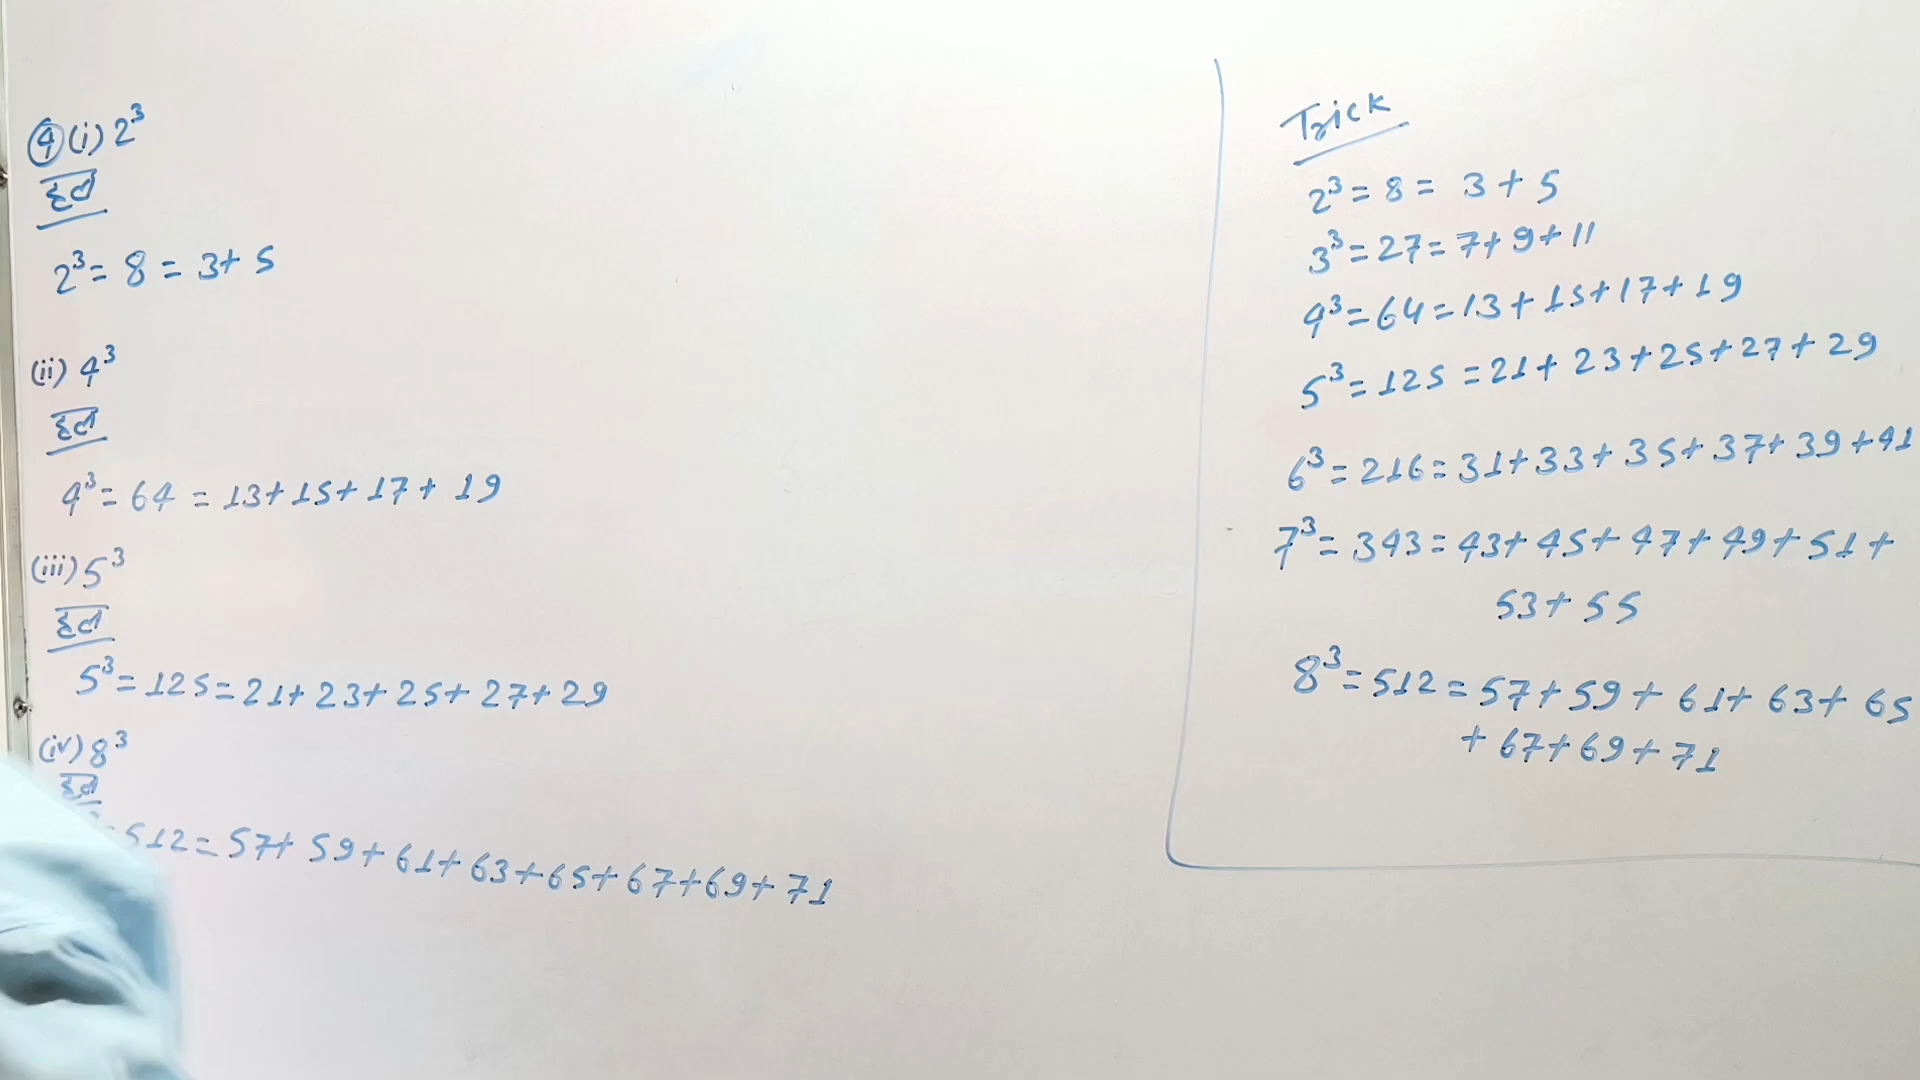 ④ (i) 2³
हल
2³ = 8 = 3 + 5
(ii) 4³
हल
4³ = 64 = 13 + 15 + 17 + 19
(iii) 5³
हल
5³ = 125 = 21 + 23 + 25 + 27 + 29
(iv) 8³
हल
= 512 = 57 + 59 + 61 + 63 + 65 + 67 + 69 + 71
Trick
2³ = 8 = 3 + 5
3³ = 27 = 7 + 9 + 11
4³ = 64 = 13 + 15 + 17 + 19
5³ = 125 = 21 + 23 + 25 + 27 + 29
6³ = 216 = 31 + 33 + 35 + 37 + 39 + 41
7³ = 343 = 43 + 45 + 47 + 49 + 51 +
53 + 55
8³ = 512 = 57 + 59 + 61 + 63 + 65
+ 67 + 69 + 71